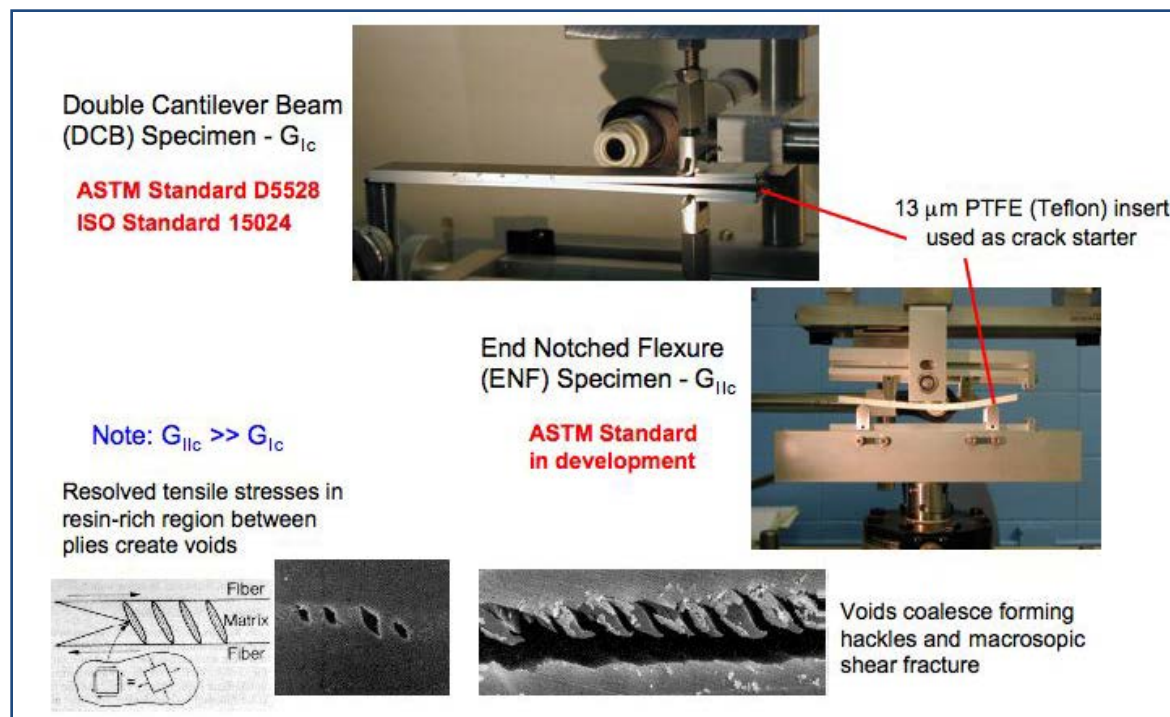 Double Cantilever Beam
(DCB) Specimen - GIc
ASTM Standard D5528
ISO Standard 15024
13 μm PTFE (Teflon) insert
used as crack starter
End Notched Flexure
(ENF) Specimen - GIIc
ASTM Standard
in development
Note: GIIc >> GIc
Resolved tensile stresses in
resin-rich region between
plies create voids
Fiber
Matrix
Fiber
=
Voids coalesce forming
hackles and macrosopic
shear fracture